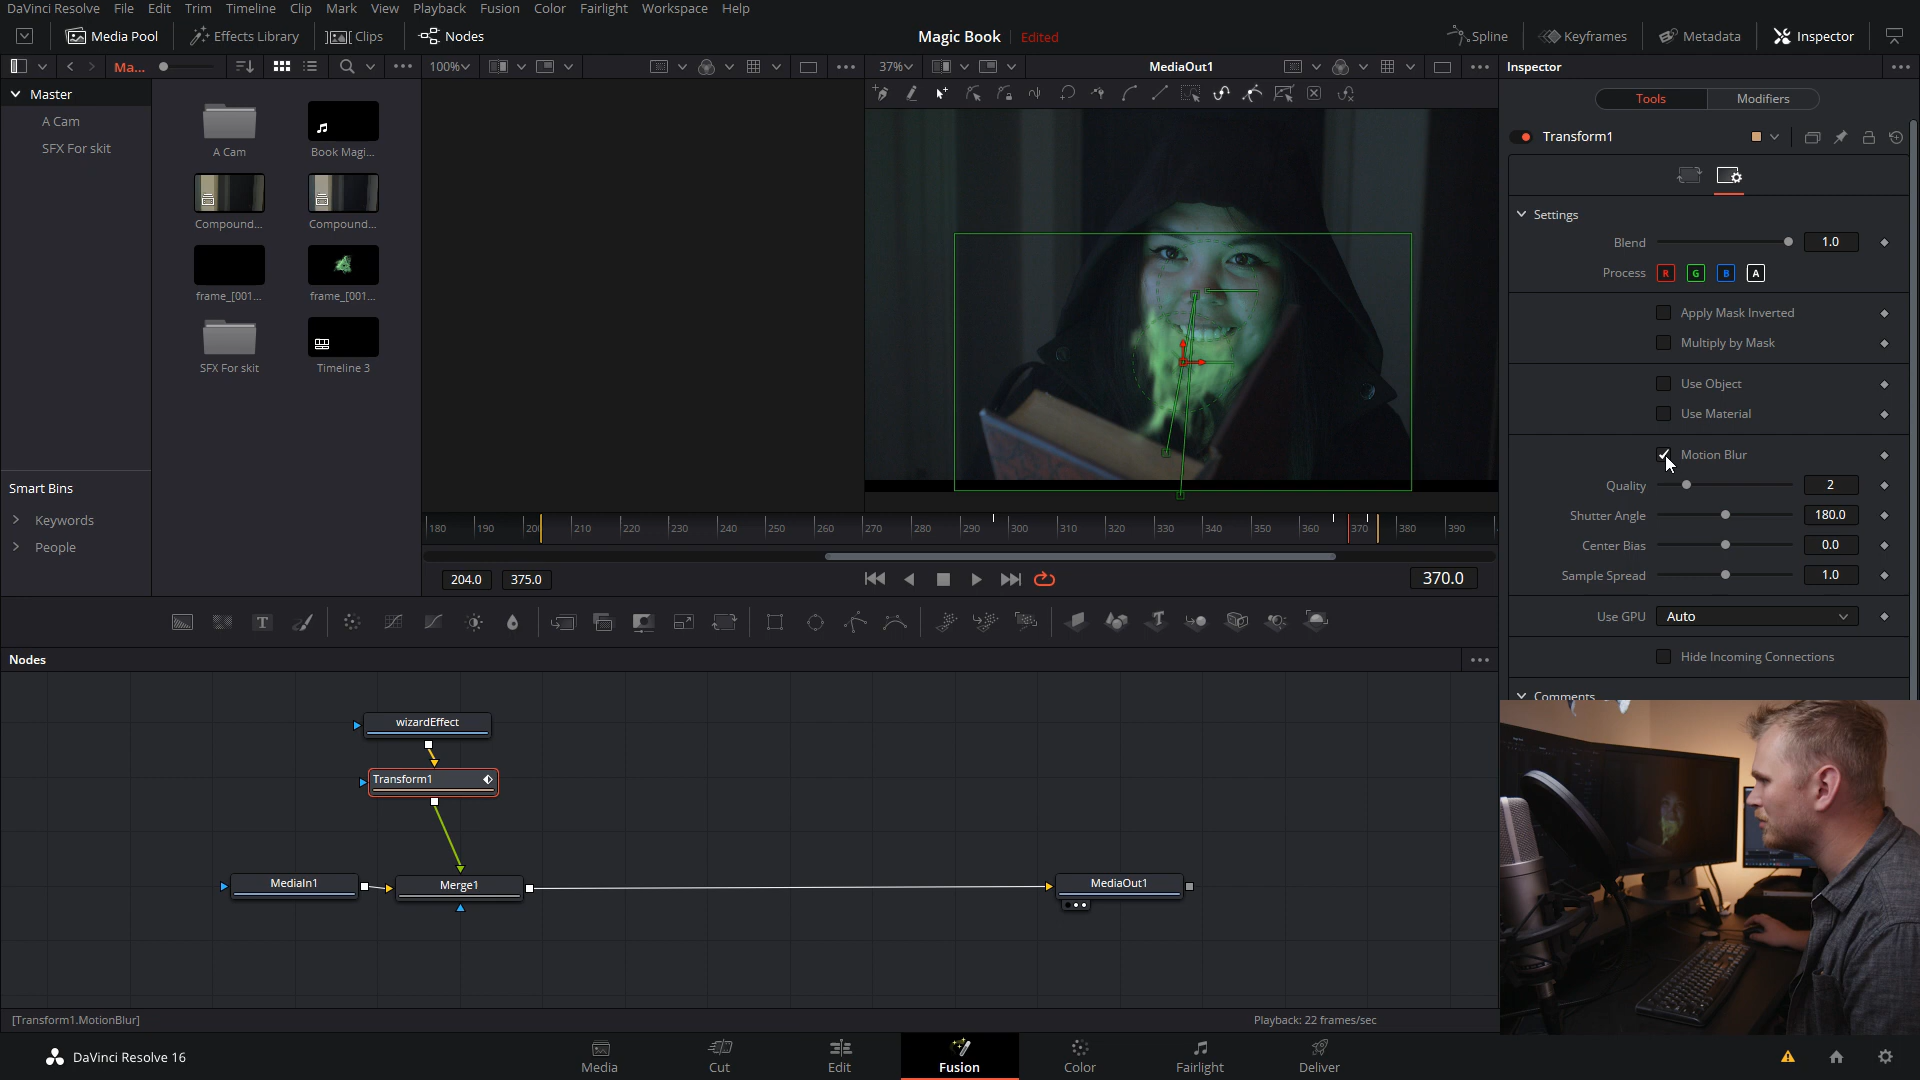 DaVinci Resolve File Edit Trim Timeline Clip Mark View Playback Fusion Color Fairlight Workspace Help
Media Pool Effects Library Clips Nodes Magic Book Edited Spline Keyframes Metadata Inspector
Ma... 100% 37% MediaOut1 Inspector
Master
A Cam
SFX For skit
Smart Bins
Keywords
People
A Cam Book Magi...
Compound... Compound...
frame_[001... frame_[001...
SFX For skit Timeline 3
180 190 20 210 220 230 240 250 260 270 280 290 300 310 320 330 340 350 360 370 380 390
204.0 375.0 370.0
Tools Modifiers
Transform1
Settings
Blend 1.0
Process R G B A
Apply Mask Inverted
Multiply by Mask
Use Object
Use Material
Motion Blur
Quality 2
Shutter Angle 180.0
Center Bias 0.0
Sample Spread 1.0
Use GPU Auto
Hide Incoming Connections
Comments
T T
Nodes
wizardEffect
Transform1
MediaIn1 Merge1 MediaOut1
[Transform1.MotionBlur] Playback: 22 frames/sec
DaVinci Resolve 16 Media Cut Edit Fusion Color Fairlight Deliver